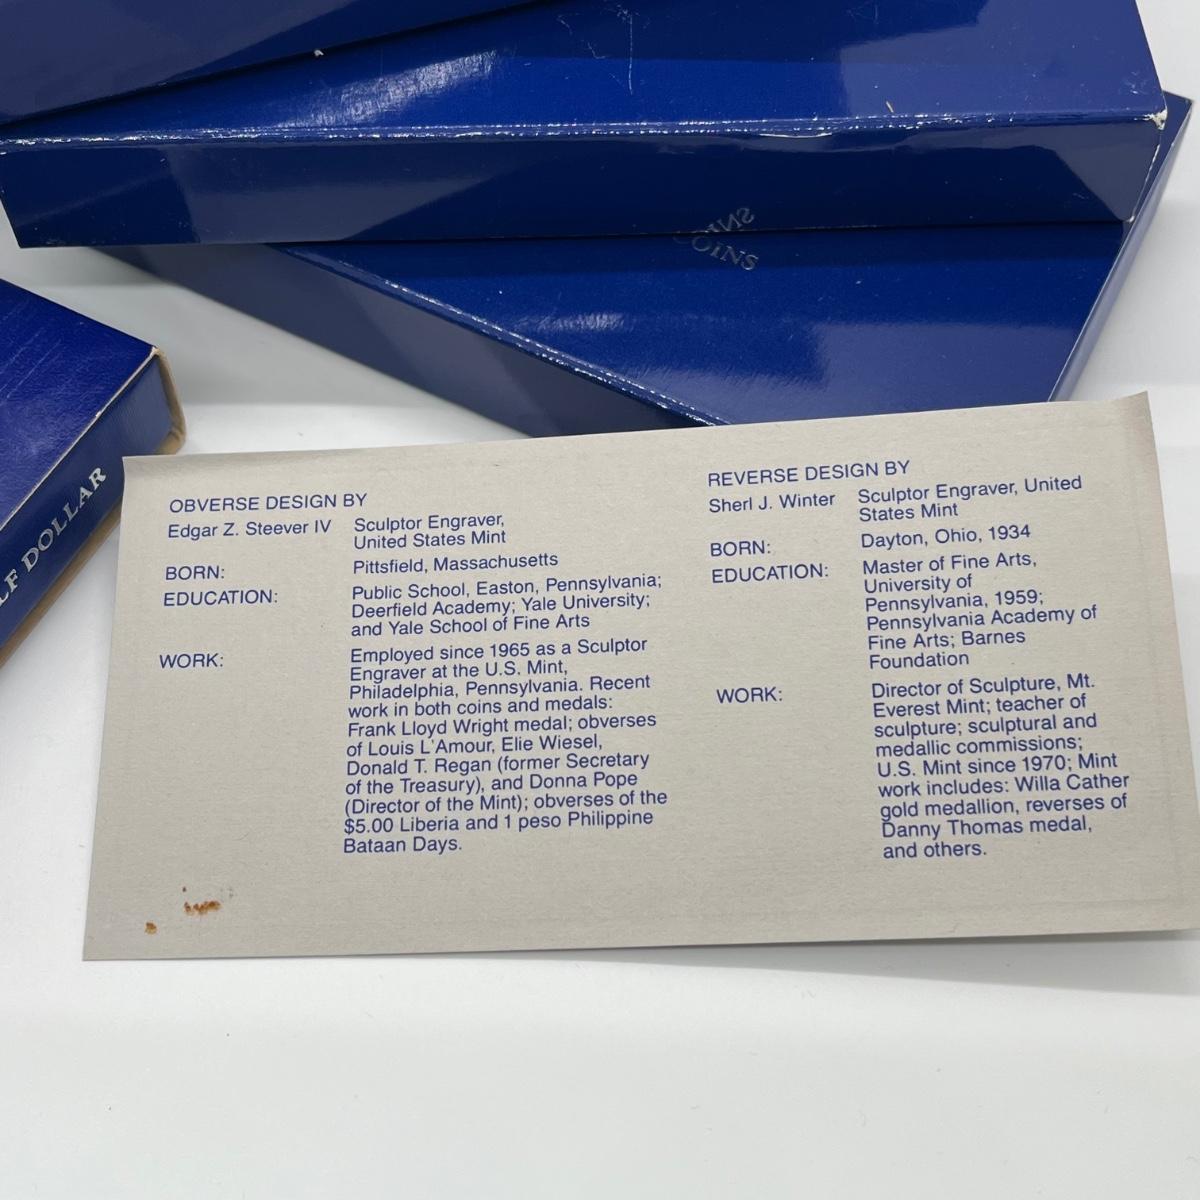 COINS
COINS
LF DOLLAR
OBVERSE DESIGN BY
Edgar Z. Steever IV Sculptor Engraver,
United States Mint
BORN: Pittsfield, Massachusetts
EDUCATION: Public School, Easton, Pennsylvania;
Deerfield Academy; Yale University;
and Yale School of Fine Arts
WORK: Employed since 1965 as a Sculptor
Engraver at the U.S. Mint,
Philadelphia, Pennsylvania. Recent
work in both coins and medals:
Frank Lloyd Wright medal; obverses
of Louis L'Amour, Elie Wiesel,
Donald T. Regan (former Secretary
of the Treasury), and Donna Pope
(Director of the Mint); obverses of the
$5.00 Liberia and 1 peso Philippine
Bataan Days.
REVERSE DESIGN BY
Sherl J. Winter Sculptor Engraver, United
States Mint
BORN: Dayton, Ohio, 1934
EDUCATION: Master of Fine Arts,
University of
Pennsylvania, 1959;
Pennsylvania Academy of
Fine Arts; Barnes
Foundation
WORK: Director of Sculpture, Mt.
Everest Mint; teacher of
sculpture; sculptural and
medallic commissions;
U.S. Mint since 1970; Mint
work includes: Willa Cather
gold medallion, reverses of
Danny Thomas medal,
and others.